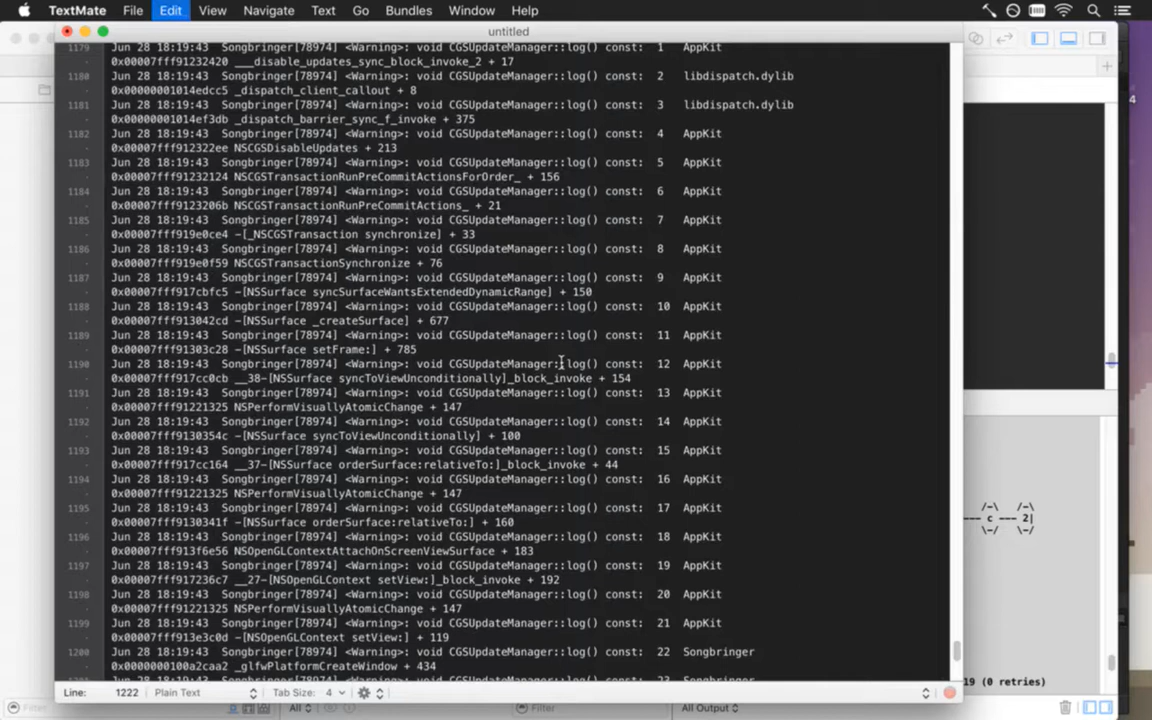 TextMate File Edit View Navigate Text Go Bundles Window Help
untitled
1179 Jun 28 18:19:43 Songbringer[78974] <Warning>: void CGSUpdateManager::log() const: 1 AppKit
0x00007fff91232420 ___disable_updates_sync_block_invoke_2 + 17
1180 Jun 28 18:19:43 Songbringer[78974] <Warning>: void CGSUpdateManager::log() const: 2 libdispatch.dylib
0x00000001014edcc5 _dispatch_client_callout + 8
1181 Jun 28 18:19:43 Songbringer[78974] <Warning>: void CGSUpdateManager::log() const: 3 libdispatch.dylib
0x00000001014ef3db _dispatch_barrier_sync_f_invoke + 375
1182 Jun 28 18:19:43 Songbringer[78974] <Warning>: void CGSUpdateManager::log() const: 4 AppKit
0x00007fff912322ee NSCGSDisableUpdates + 213
1183 Jun 28 18:19:43 Songbringer[78974] <Warning>: void CGSUpdateManager::log() const: 5 AppKit
0x00007fff91232124 NSCGSTransactionRunPreCommitActionsForOrder_ + 156
1184 Jun 28 18:19:43 Songbringer[78974] <Warning>: void CGSUpdateManager::log() const: 6 AppKit
0x00007fff9123206b NSCGSTransactionRunPreCommitActions_ + 21
1185 Jun 28 18:19:43 Songbringer[78974] <Warning>: void CGSUpdateManager::log() const: 7 AppKit
0x00007fff919e0ce4 -[_NSCGSTransaction synchronize] + 33
1186 Jun 28 18:19:43 Songbringer[78974] <Warning>: void CGSUpdateManager::log() const: 8 AppKit
0x00007fff919e0f59 NSCGSTransactionSynchronize + 76
1187 Jun 28 18:19:43 Songbringer[78974] <Warning>: void CGSUpdateManager::log() const: 9 AppKit
0x00007fff917cbfc5 -[NSSurface syncSurfaceWantsExtendedDynamicRange] + 150
1188 Jun 28 18:19:43 Songbringer[78974] <Warning>: void CGSUpdateManager::log() const: 10 AppKit
0x00007fff913042cd -[NSSurface _createSurface] + 677
1189 Jun 28 18:19:43 Songbringer[78974] <Warning>: void CGSUpdateManager::log() const: 11 AppKit
0x00007fff91303c28 -[NSSurface setFrame:] + 785
1190 Jun 28 18:19:43 Songbringer[78974] <Warning>: void CGSUpdateManager::log() const: 12 AppKit
0x00007fff917cc0cb __38-[NSSurface syncToViewUnconditionally]_block_invoke + 154
1191 Jun 28 18:19:43 Songbringer[78974] <Warning>: void CGSUpdateManager::log() const: 13 AppKit
0x00007fff91221325 NSPerformVisuallyAtomicChange + 147
1192 Jun 28 18:19:43 Songbringer[78974] <Warning>: void CGSUpdateManager::log() const: 14 AppKit
0x00007fff9130354c -[NSSurface syncToViewUnconditionally] + 100
1193 Jun 28 18:19:43 Songbringer[78974] <Warning>: void CGSUpdateManager::log() const: 15 AppKit
0x00007fff917cc164 __37-[NSSurface orderSurface:relativeTo:]_block_invoke + 44
1194 Jun 28 18:19:43 Songbringer[78974] <Warning>: void CGSUpdateManager::log() const: 16 AppKit
0x00007fff91221325 NSPerformVisuallyAtomicChange + 147
1195 Jun 28 18:19:43 Songbringer[78974] <Warning>: void CGSUpdateManager::log() const: 17 AppKit
0x00007fff9130341f -[NSSurface orderSurface:relativeTo:] + 160
1196 Jun 28 18:19:43 Songbringer[78974] <Warning>: void CGSUpdateManager::log() const: 18 AppKit
0x00007fff913f6e56 NSOpenGLContextAttachOnScreenViewSurface + 183
1197 Jun 28 18:19:43 Songbringer[78974] <Warning>: void CGSUpdateManager::log() const: 19 AppKit
0x00007fff917236c7 __27-[NSOpenGLContext setView:]_block_invoke + 192
1198 Jun 28 18:19:43 Songbringer[78974] <Warning>: void CGSUpdateManager::log() const: 20 AppKit
0x00007fff91221325 NSPerformVisuallyAtomicChange + 147
1199 Jun 28 18:19:43 Songbringer[78974] <Warning>: void CGSUpdateManager::log() const: 21 AppKit
0x00007fff913e3c0d -[NSOpenGLContext setView:] + 119
1200 Jun 28 18:19:43 Songbringer[78974] <Warning>: void CGSUpdateManager::log() const: 22 Songbringer
0x0000000100a2caa2 _glfwPlatformCreateWindow + 434
Line: 1222 Plain Text Tab Size: 4
4
/-\ /-\
--- c --- 2|
\-/ \-/
19 (0 retries)
Filter All Filter All Output